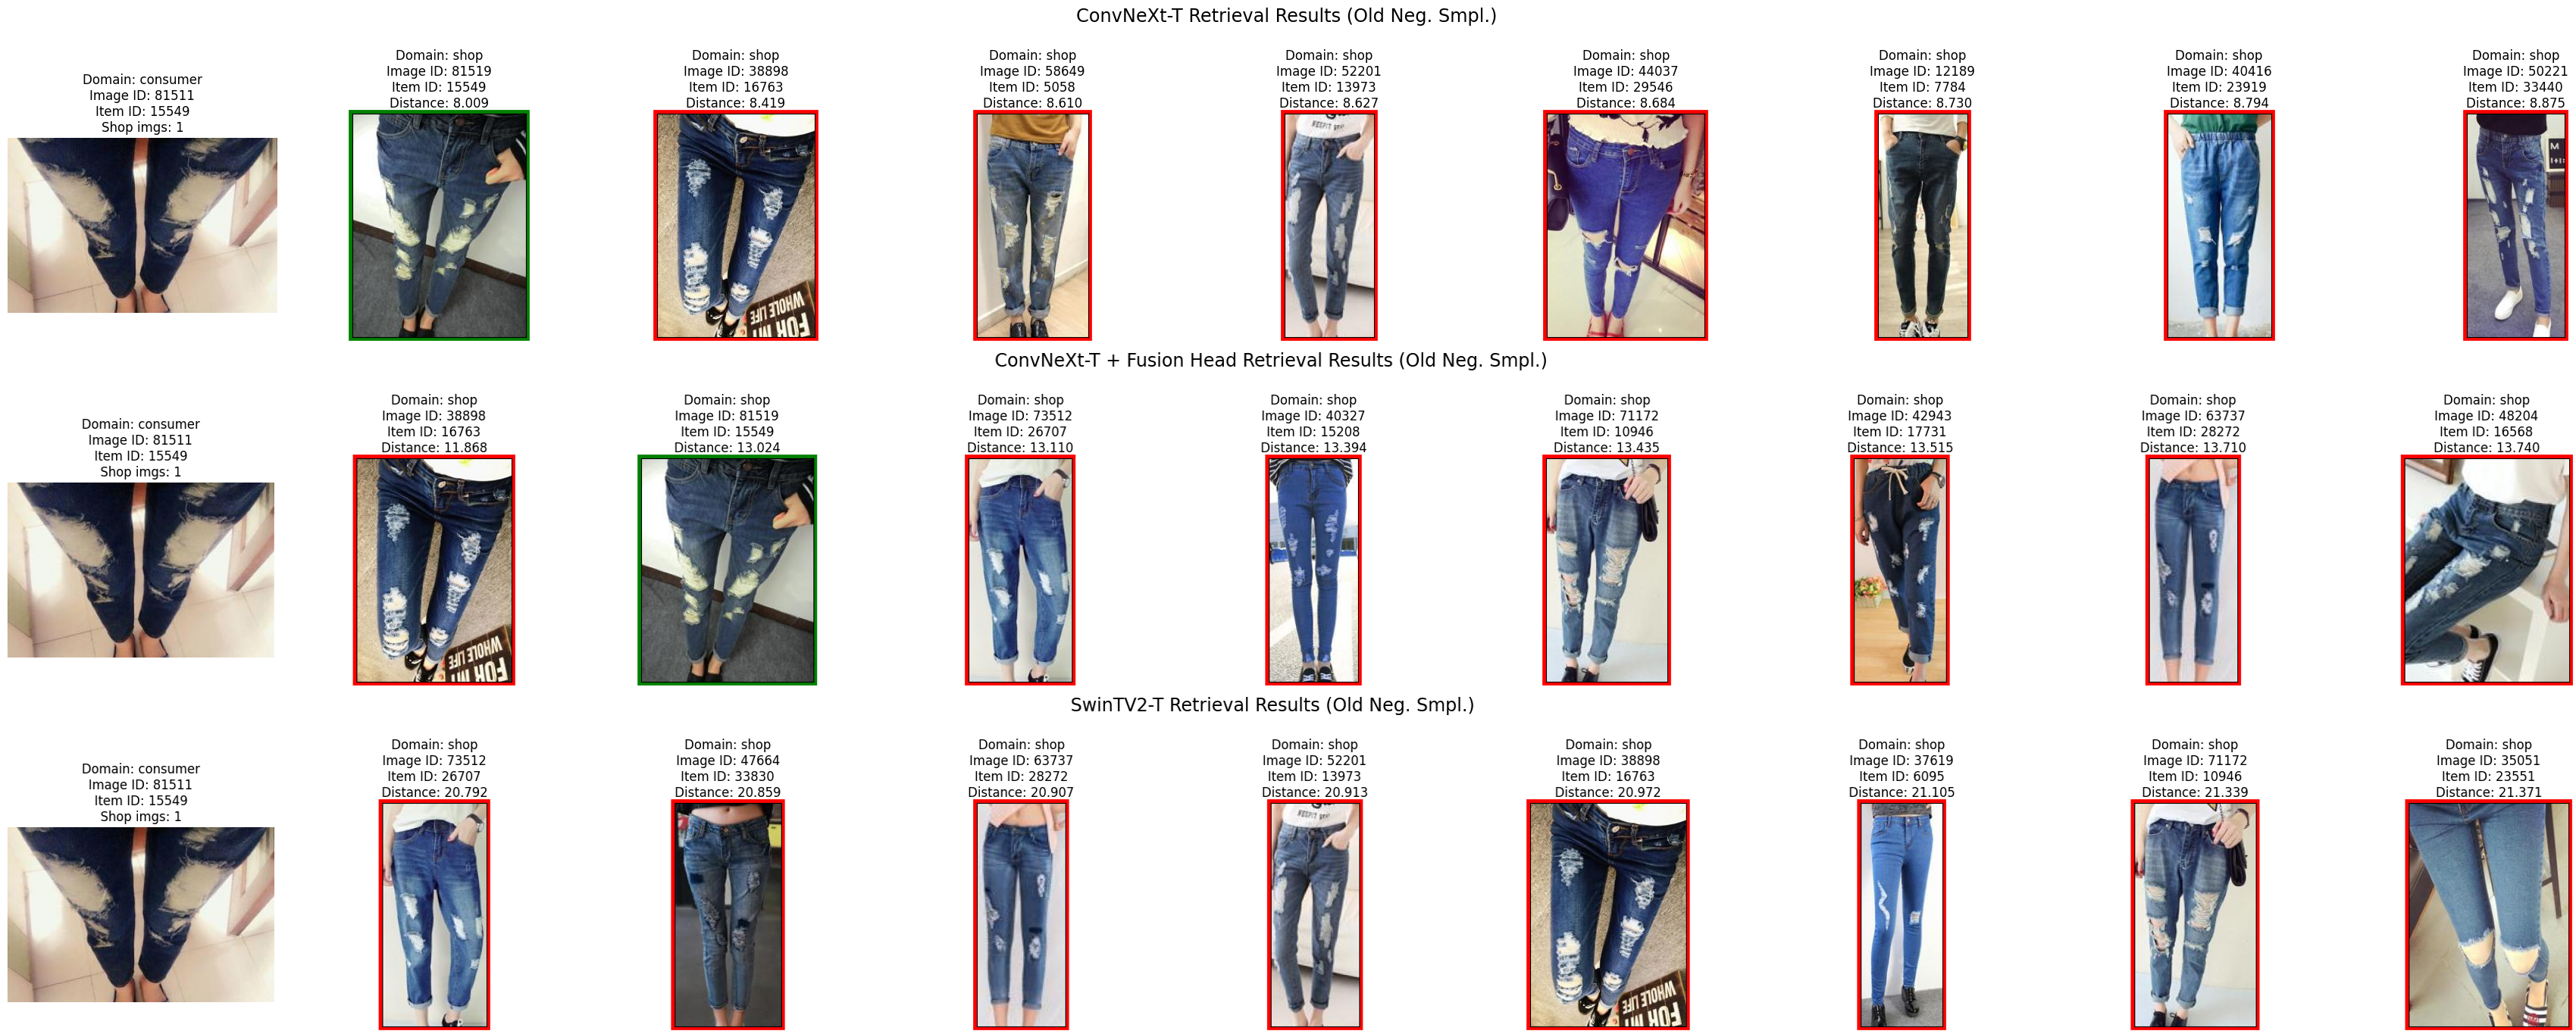 ConvNeXt-T Retrieval Results (Old Neg. Smpl.)
Domain: consumer
Image ID: 81511
Item ID: 15549
Shop imgs: 1
Domain: shop
Image ID: 81519
Item ID: 15549
Distance: 8.009
Domain: shop
Image ID: 38898
Item ID: 16763
Distance: 8.419
WHOLE LIFE
FOR MY
Domain: shop
Image ID: 58649
Item ID: 5058
Distance: 8.610
Domain: shop
Image ID: 52201
Item ID: 13973
Distance: 8.627
Domain: shop
Image ID: 44037
Item ID: 29546
Distance: 8.684
Domain: shop
Image ID: 12189
Item ID: 7784
Distance: 8.730
Domain: shop
Image ID: 40416
Item ID: 23919
Distance: 8.794
Domain: shop
Image ID: 50221
Item ID: 33440
Distance: 8.875
ConvNeXt-T + Fusion Head Retrieval Results (Old Neg. Smpl.)
Domain: consumer
Image ID: 81511
Item ID: 15549
Shop imgs: 1
Domain: shop
Image ID: 38898
Item ID: 16763
Distance: 11.868
WHOLE LIFE
FOR MY
Domain: shop
Image ID: 81519
Item ID: 15549
Distance: 13.024
Domain: shop
Image ID: 73512
Item ID: 26707
Distance: 13.110
Domain: shop
Image ID: 40327
Item ID: 15208
Distance: 13.394
Domain: shop
Image ID: 71172
Item ID: 10946
Distance: 13.435
Domain: shop
Image ID: 42943
Item ID: 17731
Distance: 13.515
Domain: shop
Image ID: 63737
Item ID: 28272
Distance: 13.710
Domain: shop
Image ID: 48204
Item ID: 16568
Distance: 13.740
SwinTV2-T Retrieval Results (Old Neg. Smpl.)
Domain: consumer
Image ID: 81511
Item ID: 15549
Shop imgs: 1
Domain: shop
Image ID: 73512
Item ID: 26707
Distance: 20.792
Domain: shop
Image ID: 47664
Item ID: 33830
Distance: 20.859
Domain: shop
Image ID: 63737
Item ID: 28272
Distance: 20.907
Domain: shop
Image ID: 52201
Item ID: 13973
Distance: 20.913
Domain: shop
Image ID: 38898
Item ID: 16763
Distance: 20.972
WHOLE LIFE
FOR MY
Domain: shop
Image ID: 37619
Item ID: 6095
Distance: 21.105
Domain: shop
Image ID: 71172
Item ID: 10946
Distance: 21.339
Domain: shop
Image ID: 35051
Item ID: 23551
Distance: 21.371